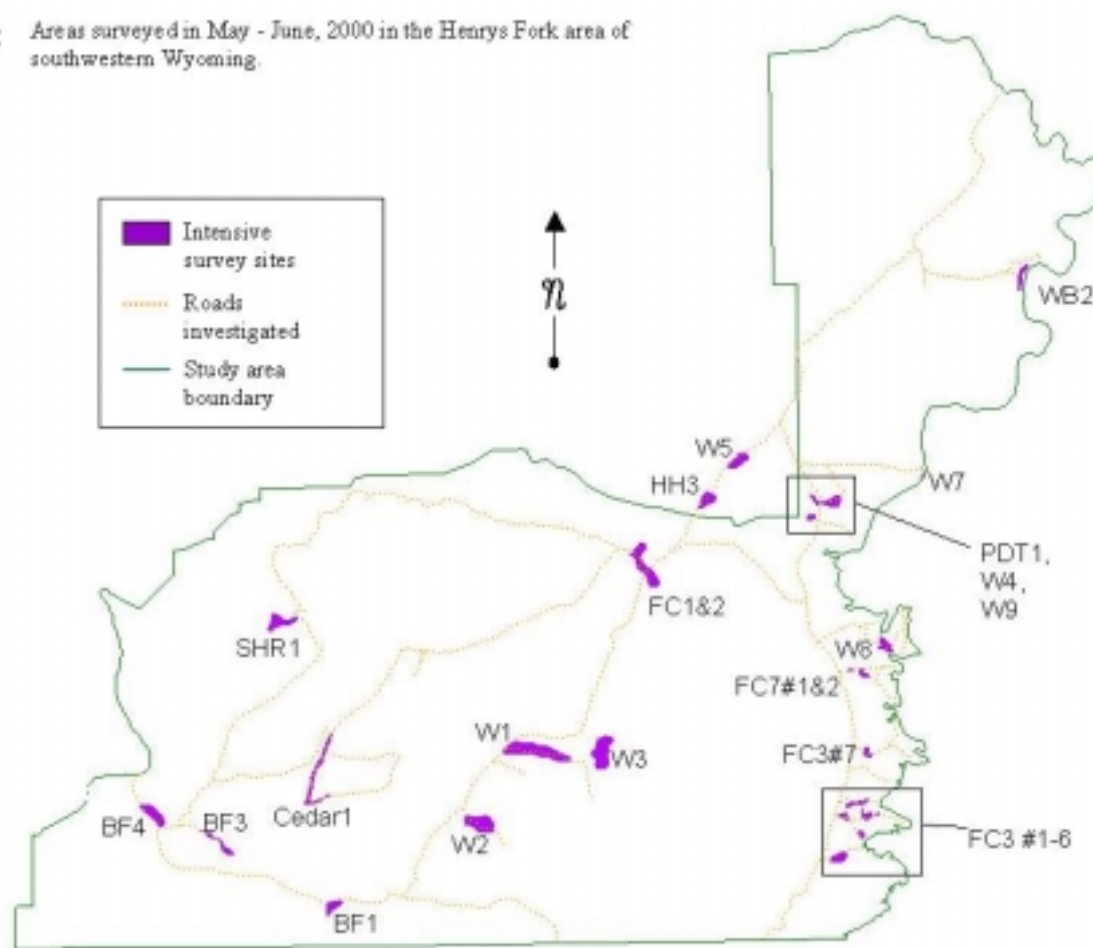 Areas surveyed in May - June, 2000 in the Henrys Fork area of
southwestern Wyoming.
Intensive
survey sites
Roads
investigated
Study area
boundary
n
WB2
W5
HH3
W7
PDT1,
W4,
W9
FC1&2
SHR1
W8
FC7#1&2
W1
W3
FC3#7
Cedar1
BF4
BF3
W2
FC3 #1-6
BF1